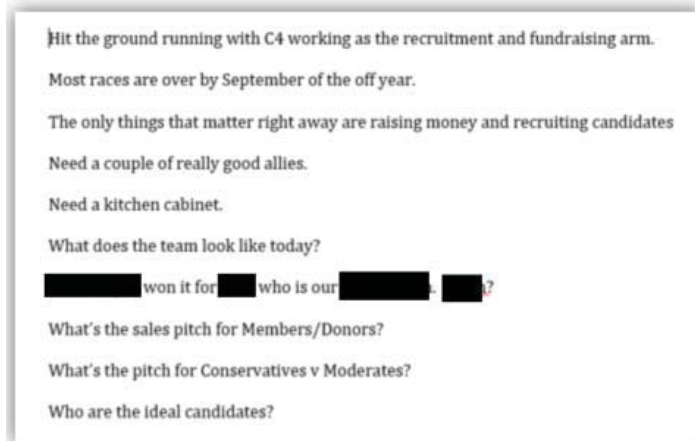 Hit the ground running with C4 working as the recruitment and fundraising arm.
Most races are over by September of the off year.
The only things that matter right away are raising money and recruiting candidates
Need a couple of really good allies.
Need a kitchen cabinet.
What does the team look like today?
won it for who is our . ?
What's the sales pitch for Members/Donors?
What's the pitch for Conservatives v Moderates?
Who are the ideal candidates?